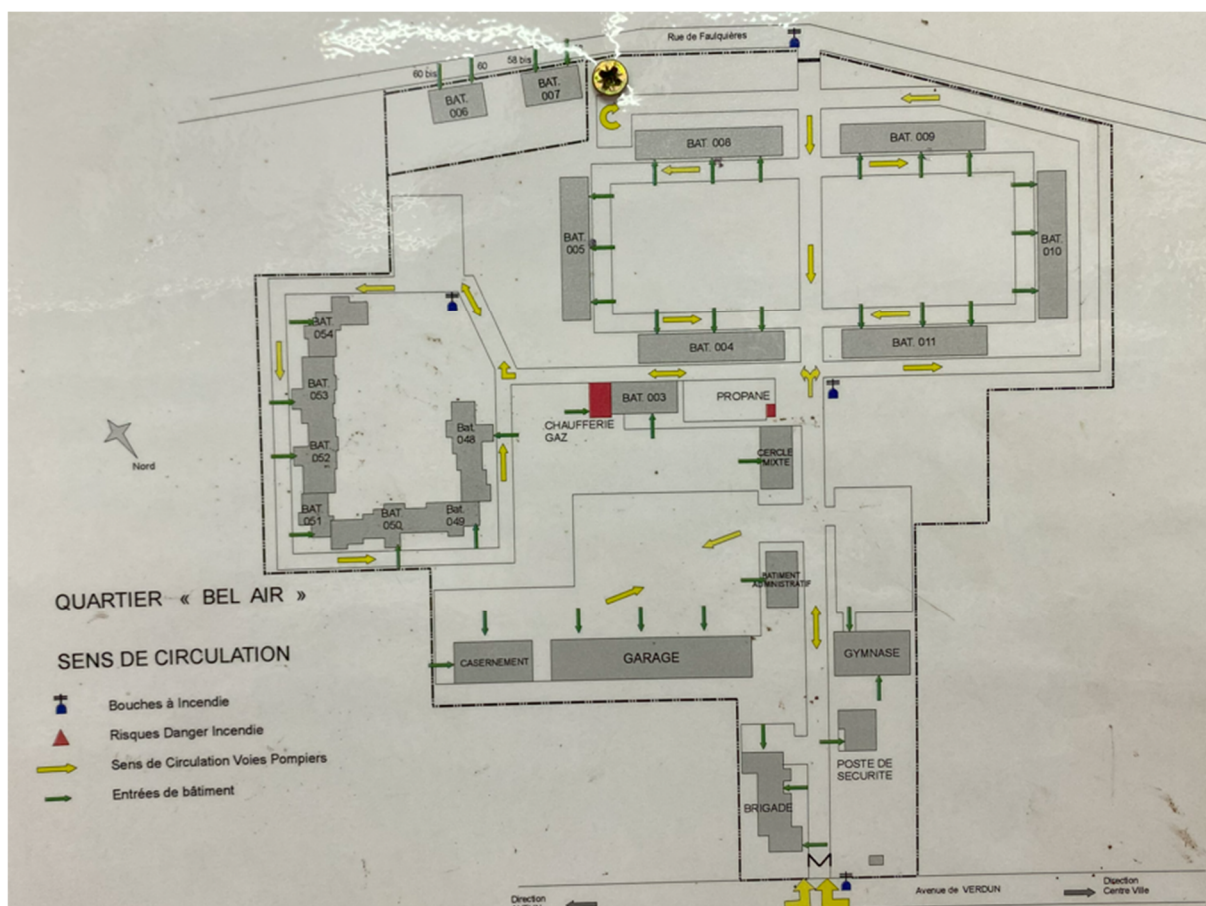 Rue de Faulquières
60 bis
60
58 bis
BAT.
006
BAT.
007
BAT. 008
BAT. 009
BAT.
005
BAT.
010
BAT. 004
BAT. 011
BAT.
054
BAT.
053
BAT.
052
BAT.
051
Bat.
050
Bat.
049
Bat.
048
BAT. 003
PROPANE
CHAUFFERIE
GAZ
CERCLE
MIXTE
Nord
BATIMENT
ADMINISTRATIF
QUARTIER « BEL AIR »
SENS DE CIRCULATION
Bouches à Incendie
Risques Danger Incendie
Sens de Circulation Voies Pompiers
Entrées de bâtiment
CASERNEMENT
GARAGE
GYMNASE
POSTE DE
SECURITE
BRIGADE
Avenue de VERDUN
Direction
Centre Ville
Direction